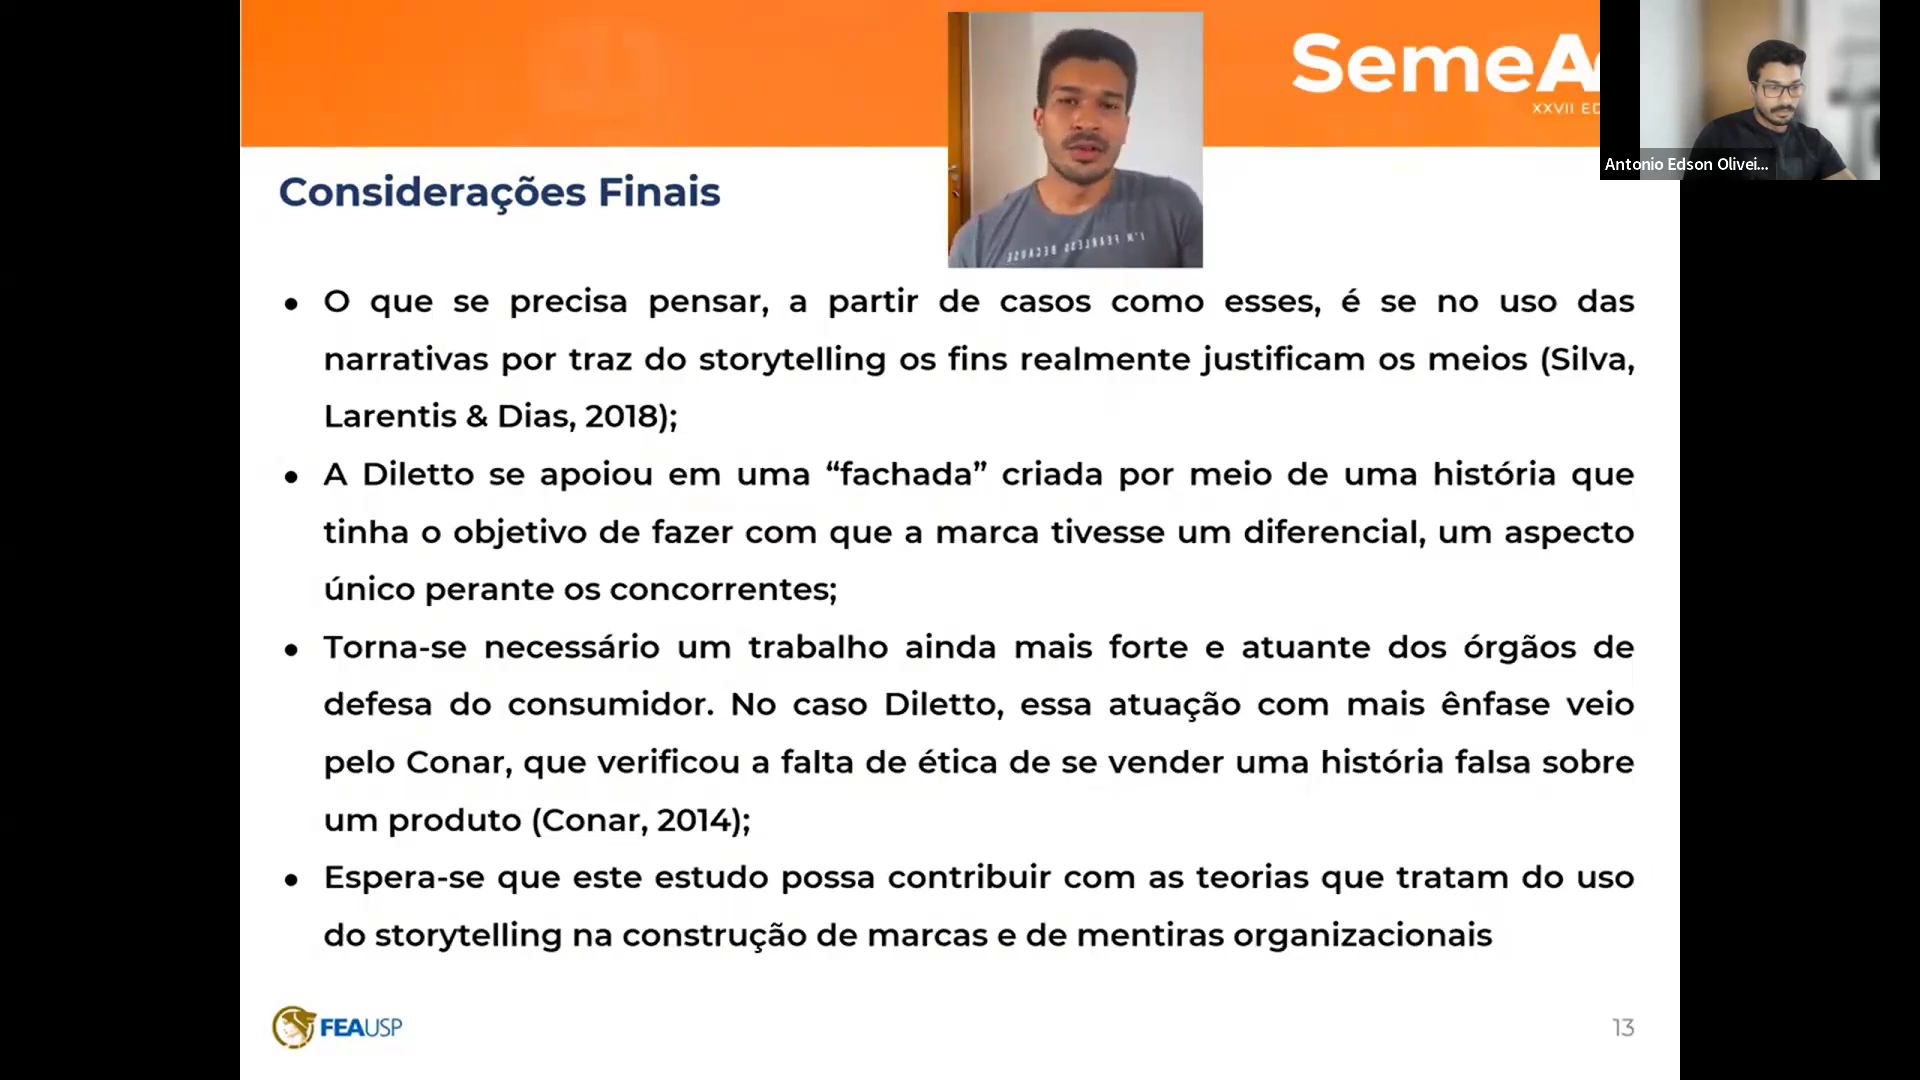 SemeA
XXVII ED
Antonio Edson Olivei...
Considerações Finais
I'M FEARLESS BECAUSE
● O que se precisa pensar, a partir de casos como esses, é se no uso das
narrativas por traz do storytelling os fins realmente justificam os meios (Silva,
Larentis & Dias, 2018);
● A Diletto se apoiou em uma “fachada” criada por meio de uma história que
tinha o objetivo de fazer com que a marca tivesse um diferencial, um aspecto
único perante os concorrentes;
● Torna-se necessário um trabalho ainda mais forte e atuante dos órgãos de
defesa do consumidor. No caso Diletto, essa atuação com mais ênfase veio
pelo Conar, que verificou a falta de ética de se vender uma história falsa sobre
um produto (Conar, 2014);
● Espera-se que este estudo possa contribuir com as teorias que tratam do uso
do storytelling na construção de marcas e de mentiras organizacionais
FEAUSP
13